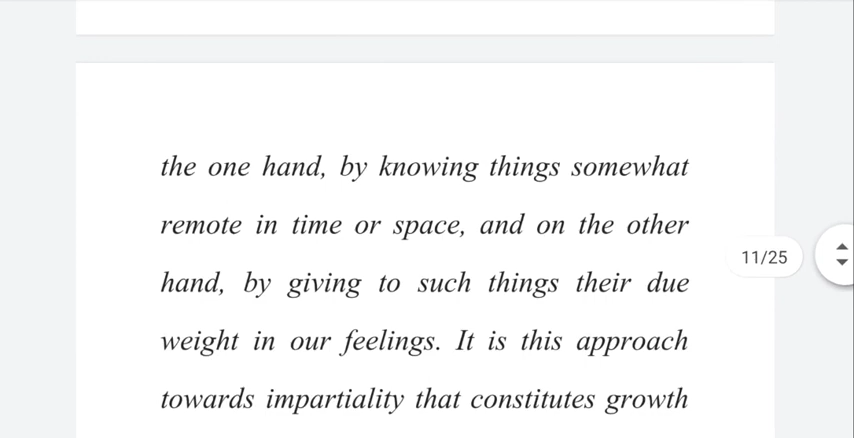 the one hand, by knowing things somewhat
remote in time or space, and on the other
hand, by giving to such things their due
11/25
weight in our feelings. It is this approach
towards impartiality that constitutes growth